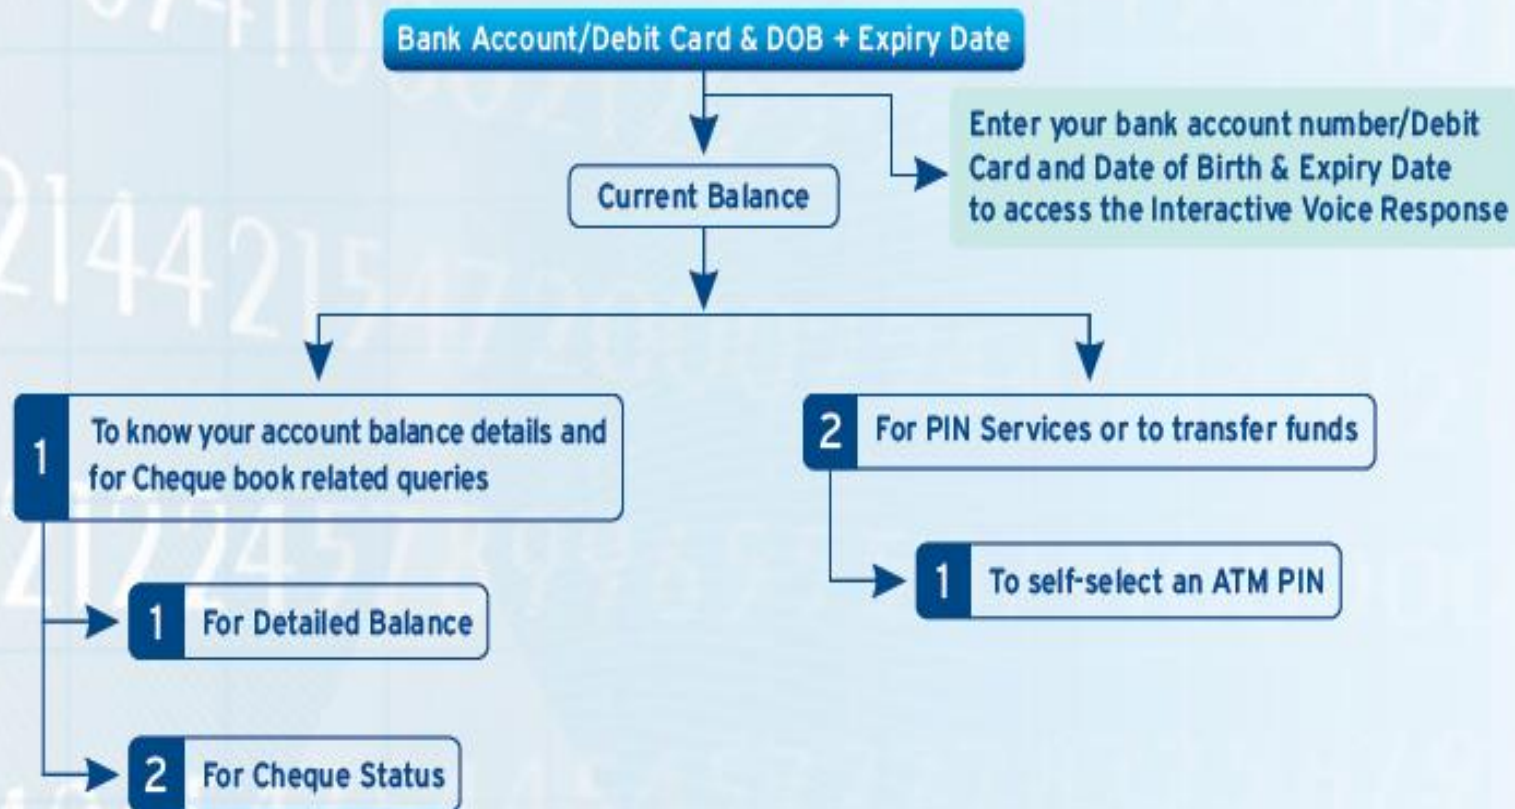 Bank Account/Debit Card & DOB + Expiry Date
Enter your bank account number/Debit
Card and Date of Birth & Expiry Date
to access the Interactive Voice Response
Current Balance
1 To know your account balance details and
for Cheque book related queries
1 For Detailed Balance
2 For Cheque Status
2 For PIN Services or to transfer funds
1 To self-select an ATM PIN